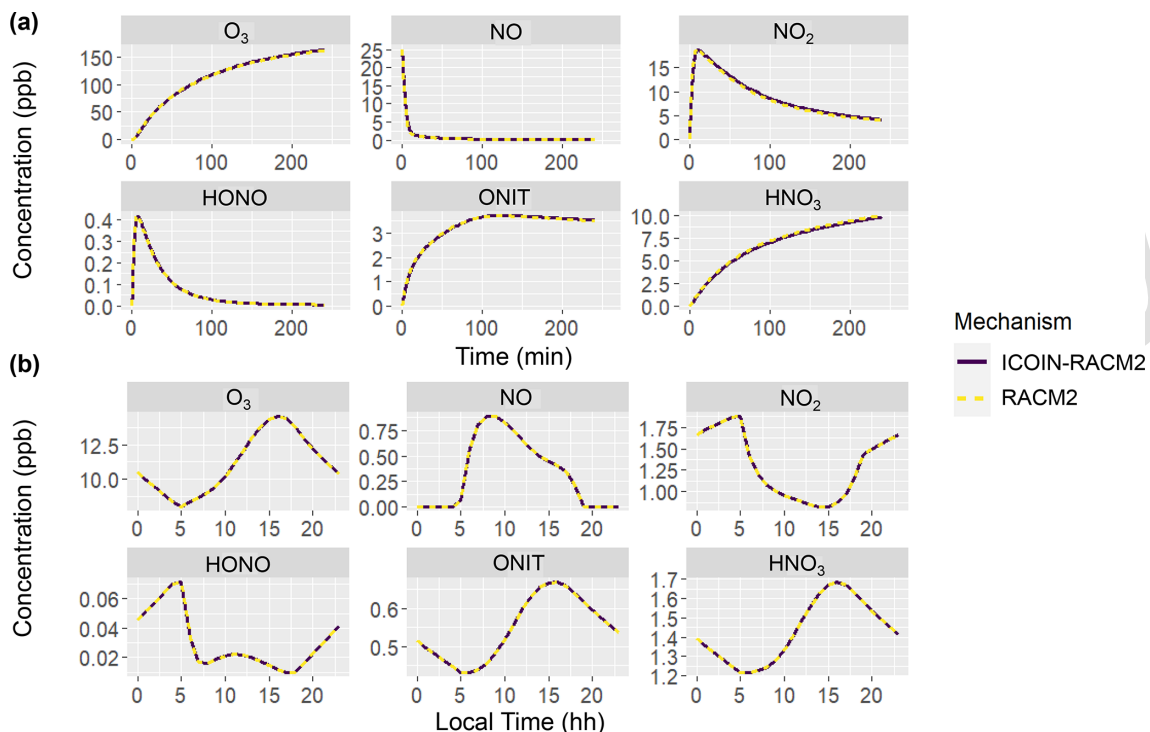 (a)
O₃ NO NO₂
Concentration (ppb)
150 25
100 20 15
50 15 10
0 10 5
5 0
0
0 100 200 0 100 200 0 100 200
HONO ONIT HNO₃
0.4 3 10.0
0.3 2 7.5
0.2 1 5.0
0.1 0 2.5
0.0 0.0
0 100 200 0 100 200 0 100 200
Time (min)
Mechanism
ICOIN-RACM2
RACM2
(b)
O₃ NO NO₂
Concentration (ppb)
12.5 0.75 1.75
10.0 0.50 1.50
0.25 1.25
0.00 1.00
0 5 10 15 20 0 5 10 15 20 0 5 10 15 20
HONO ONIT HNO₃
0.06 0.6 1.7
0.04 0.5 1.6
0.02 1.5
1.4
1.3
1.2
0 5 10 15 20 0 5 10 15 20 0 5 10 15 20
Local Time (hh)